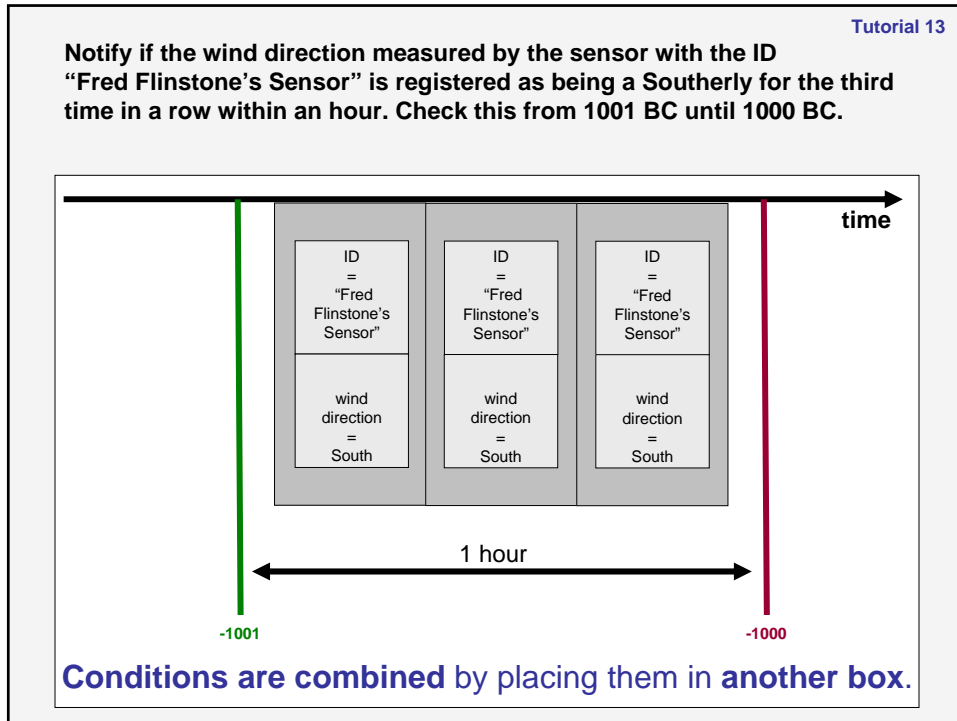 Tutorial 13
Notify if the wind direction measured by the sensor with the ID
“Fred Flinstone’s Sensor” is registered as being a Southerly for the third
time in a row within an hour. Check this from 1001 BC until 1000 BC.
time
ID
=
“Fred
Flinstone’s
Sensor”
wind
direction
=
South
ID
=
“Fred
Flinstone’s
Sensor”
wind
direction
=
South
ID
=
“Fred
Flinstone’s
Sensor”
wind
direction
=
South
1 hour
-1001
-1000
Conditions are combined by placing them in another box.